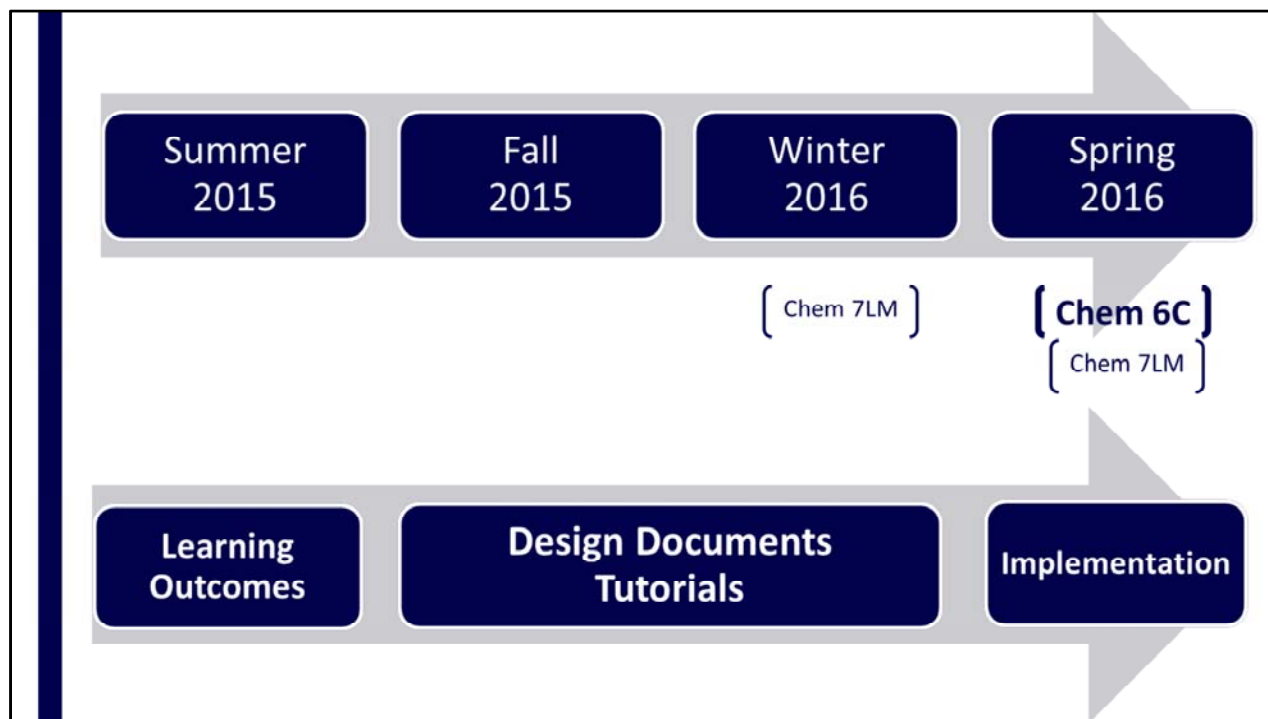 Summer
2015
Fall
2015
Winter
2016
Spring
2016
[ Chem 7LM ]
[ Chem 6C ]
[ Chem 7LM ]
Learning
Outcomes
Design Documents
Tutorials
Implementation